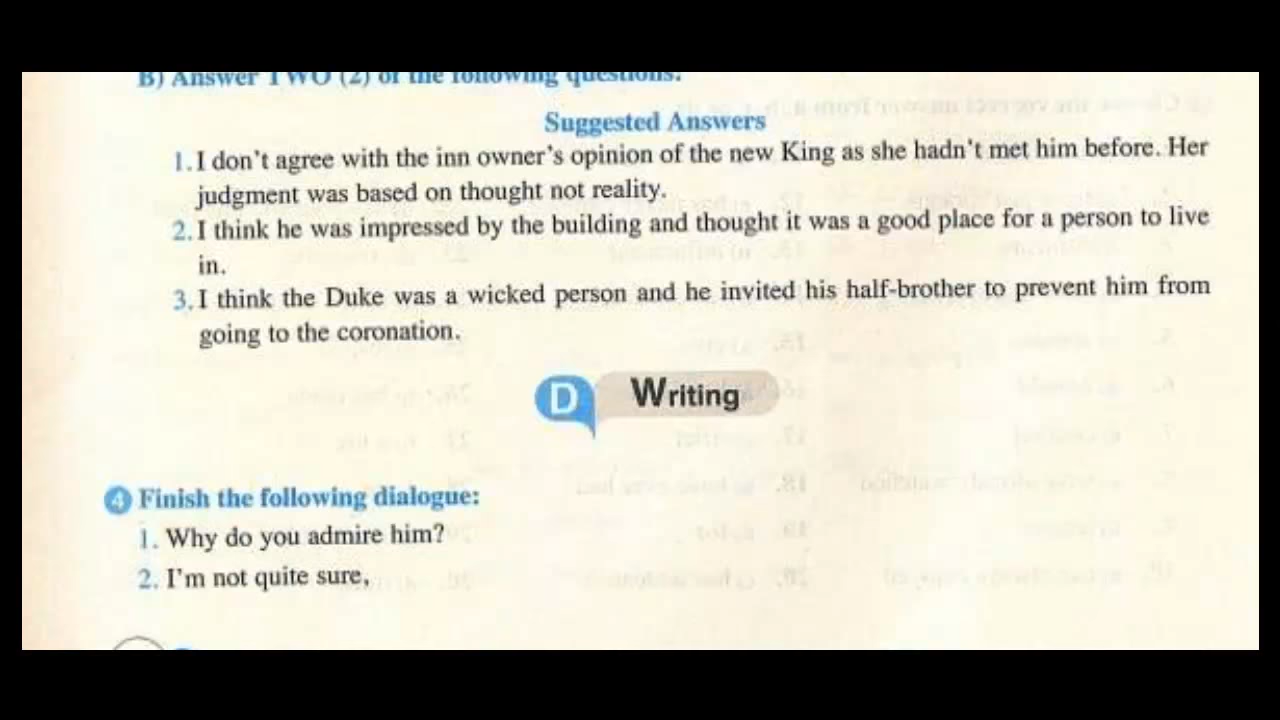 B) Answer TWO (2) of the following questions.
Suggested Answers
1. I don't agree with the inn owner's opinion of the new King as she hadn't met him before. Her
judgment was based on thought not reality.
2. I think he was impressed by the building and thought it was a good place for a person to live
in.
3. I think the Duke was a wicked person and he invited his half-brother to prevent him from
going to the coronation.
D Writing
4 Finish the following dialogue:
1. Why do you admire him?
2. I'm not quite sure,